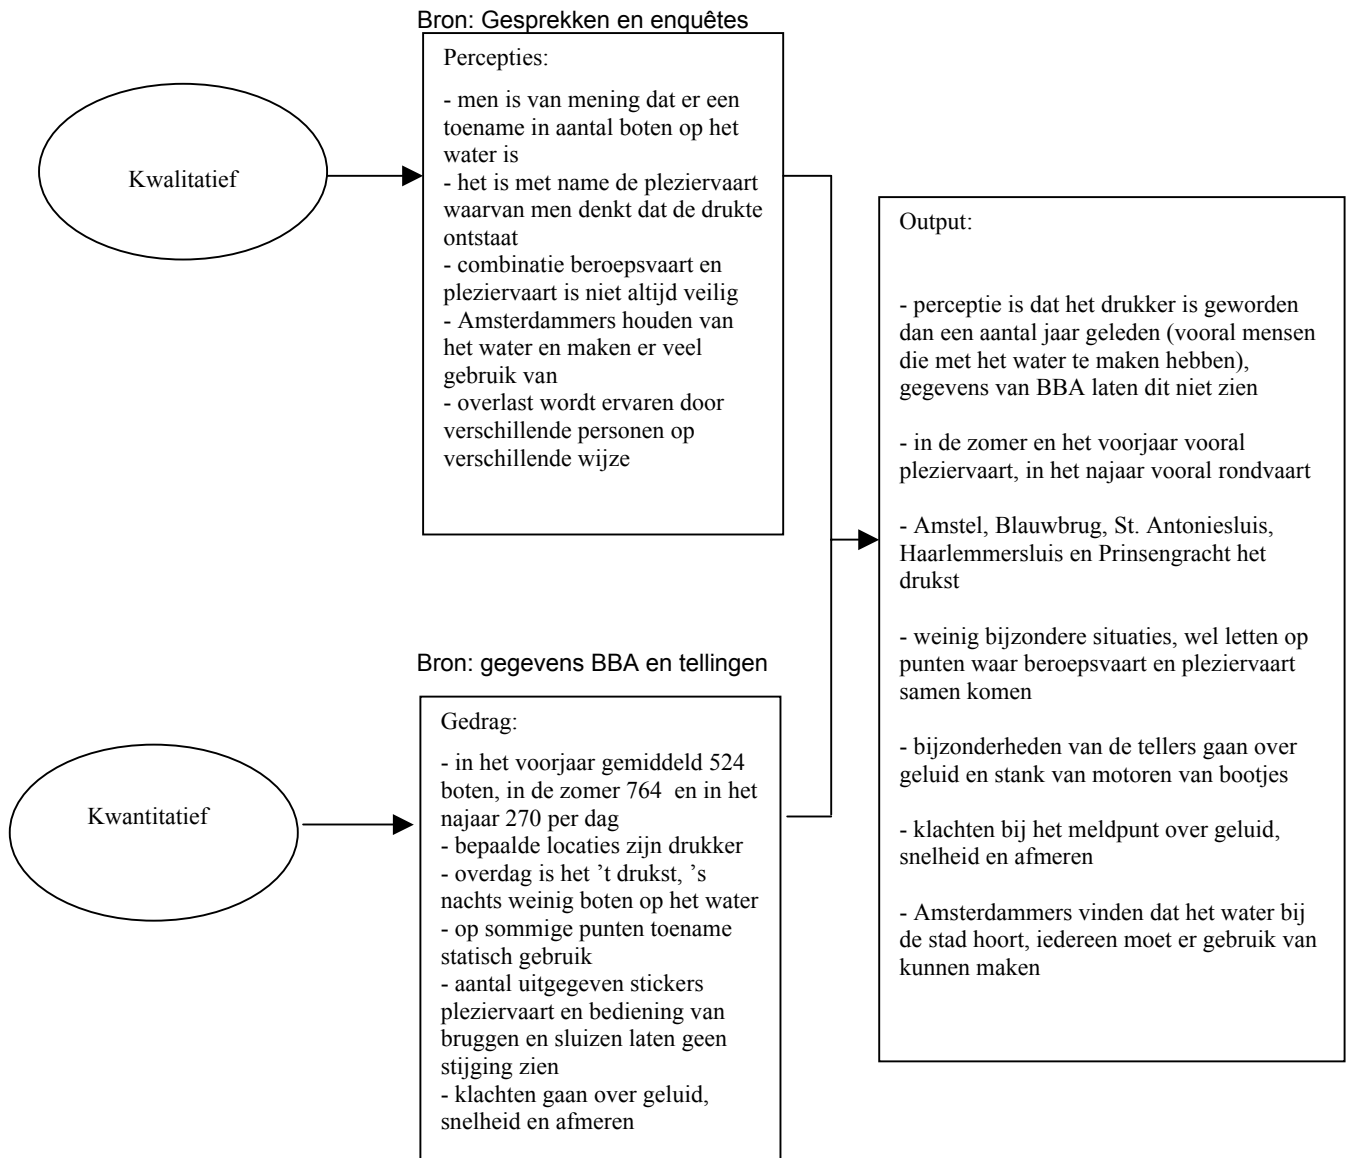 Bron: Gesprekken en enquêtes
Kwalitatief
Percepties:
- men is van mening dat er een
toename in aantal boten op het
water is
- het is met name de pleziervaart
waarvan men denkt dat de drukte
ontstaat
- combinatie beroepsvaart en
pleziervaart is niet altijd veilig
- Amsterdammers houden van
het water en maken er veel
gebruik van
- overlast wordt ervaren door
verschillende personen op
verschillende wijze
Bron: gegevens BBA en tellingen
Kwantitatief
Gedrag:
- in het voorjaar gemiddeld 524
boten, in de zomer 764 en in het
najaar 270 per dag
- bepaalde locaties zijn drukker
- overdag is het ’t drukst, ’s
nachts weinig boten op het water
- op sommige punten toename
statisch gebruik
- aantal uitgegeven stickers
pleziervaart en bediening van
bruggen en sluizen laten geen
stijging zien
- klachten gaan over geluid,
snelheid en afmeren
Output:
- perceptie is dat het drukker is geworden
dan een aantal jaar geleden (vooral mensen
die met het water te maken hebben),
gegevens van BBA laten dit niet zien
- in de zomer en het voorjaar vooral
pleziervaart, in het najaar vooral rondvaart
- Amstel, Blauwbrug, St. Antoniesluis,
Haarlemmersluis en Prinsengracht het
drukst
- weinig bijzondere situaties, wel letten op
punten waar beroepsvaart en pleziervaart
samen komen
- bijzonderheden van de tellers gaan over
geluid en stank van motoren van bootjes
- klachten bij het meldpunt over geluid,
snelheid en afmeren
- Amsterdammers vinden dat het water bij
de stad hoort, iedereen moet er gebruik van
kunnen maken